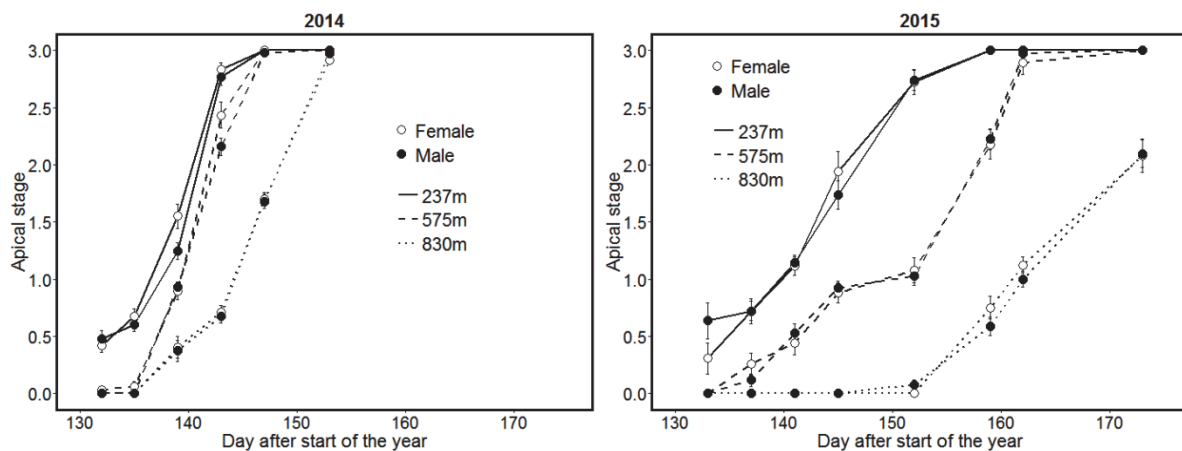 2014
3.0
2.5
2.0
1.5
1.0
0.5
0.0
Apical stage
Female
Male
237m
575m
830m
130
140
150
160
170
Day after start of the year
2015
3.0
2.5
2.0
1.5
1.0
0.5
0.0
Apical stage
Female
Male
237m
575m
830m
130
140
150
160
170
Day after start of the year